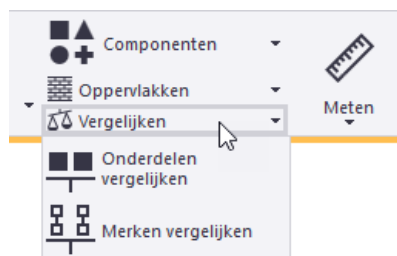 Componenten
Oppervlakken
Vergelijken
Meten
Onderdelen
vergelijken
Merken vergelijken